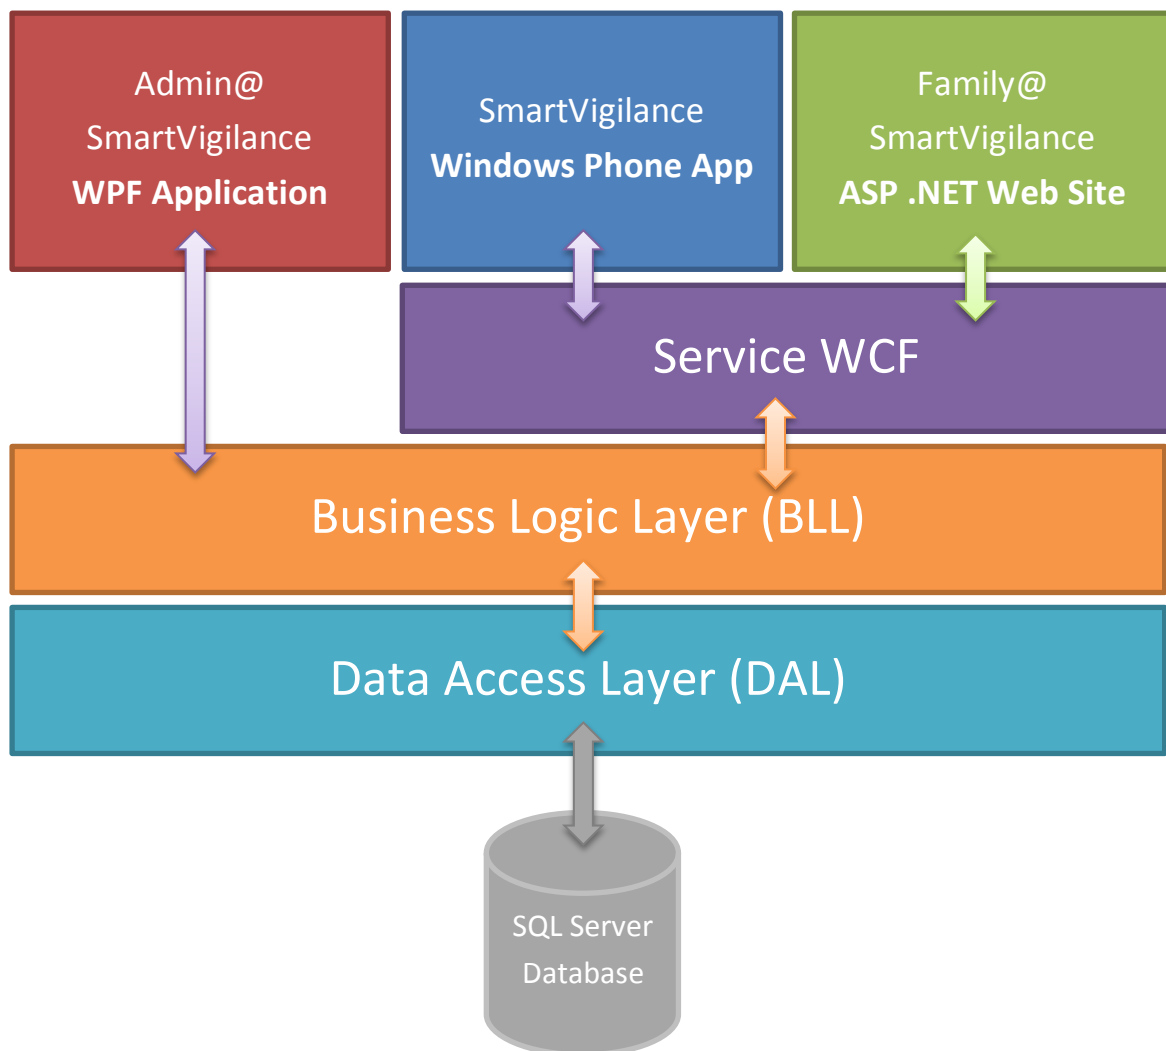 Admin@
SmartVigilance
WPF Application
SmartVigilance
Windows Phone App
Family@
SmartVigilance
ASP .NET Web Site
Service WCF
Business Logic Layer (BLL)
Data Access Layer (DAL)
SQL Server
Database